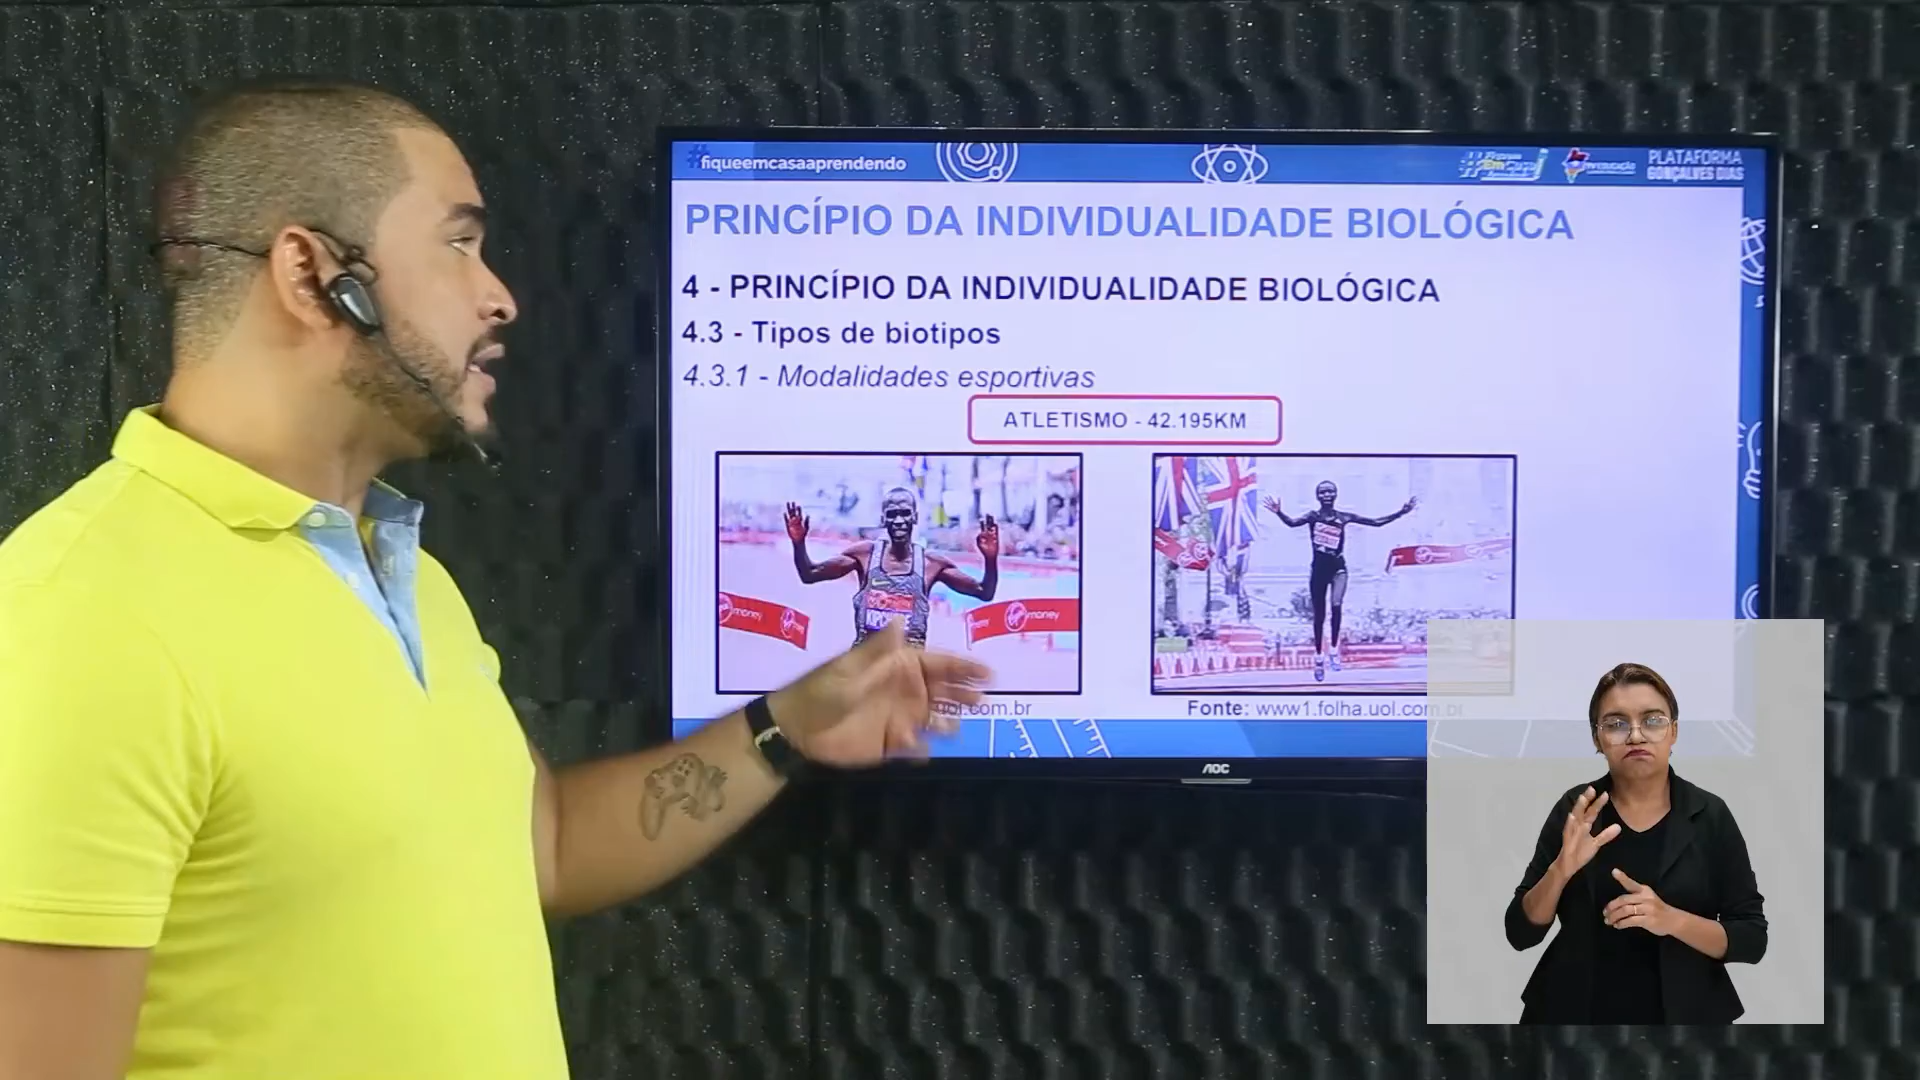 #fiqueemcasaaprendendo
PLATAFORMA
GONÇALVES DIAS
PRINCÍPIO DA INDIVIDUALIDADE BIOLÓGICA
4 - PRINCÍPIO DA INDIVIDUALIDADE BIOLÓGICA
4.3 - Tipos de biotipos
4.3.1 - Modalidades esportivas
ATLETISMO - 42.195KM
money
money
uol.com.br
Fonte: www1.folha.uol.com.br
AOC